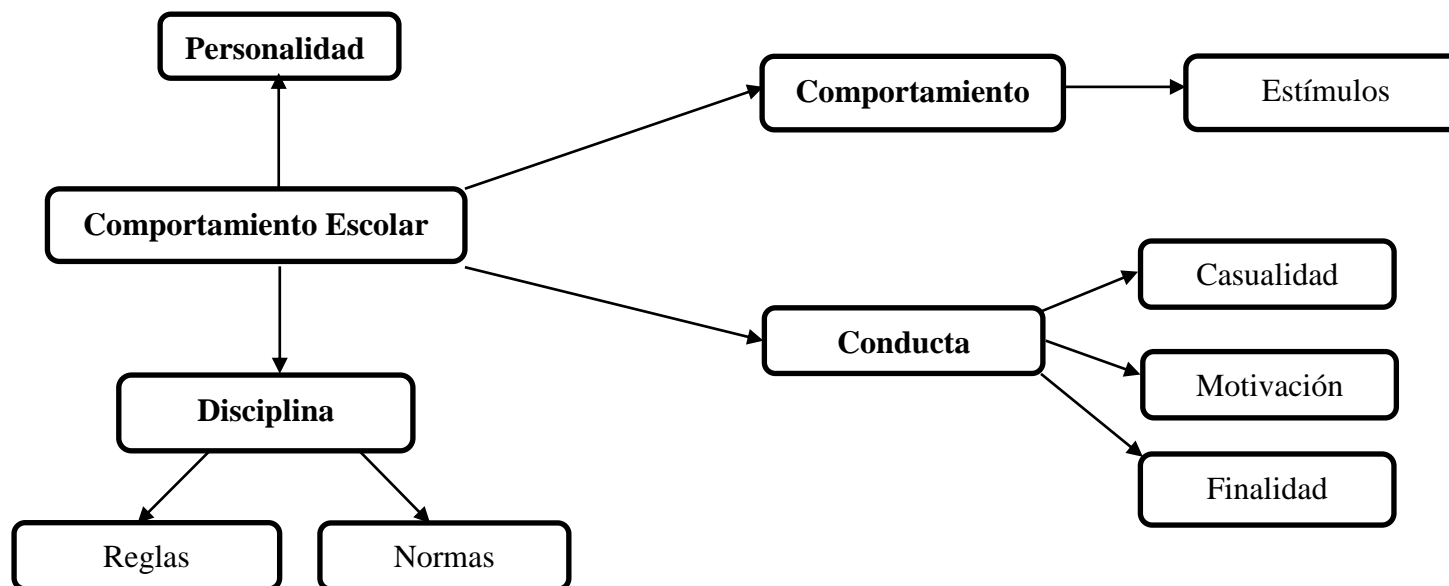 Personalidad
Comportamiento
Estímulos
Comportamiento Escolar
Casualidad
Conducta
Motivación
Disciplina
Finalidad
Reglas
Normas